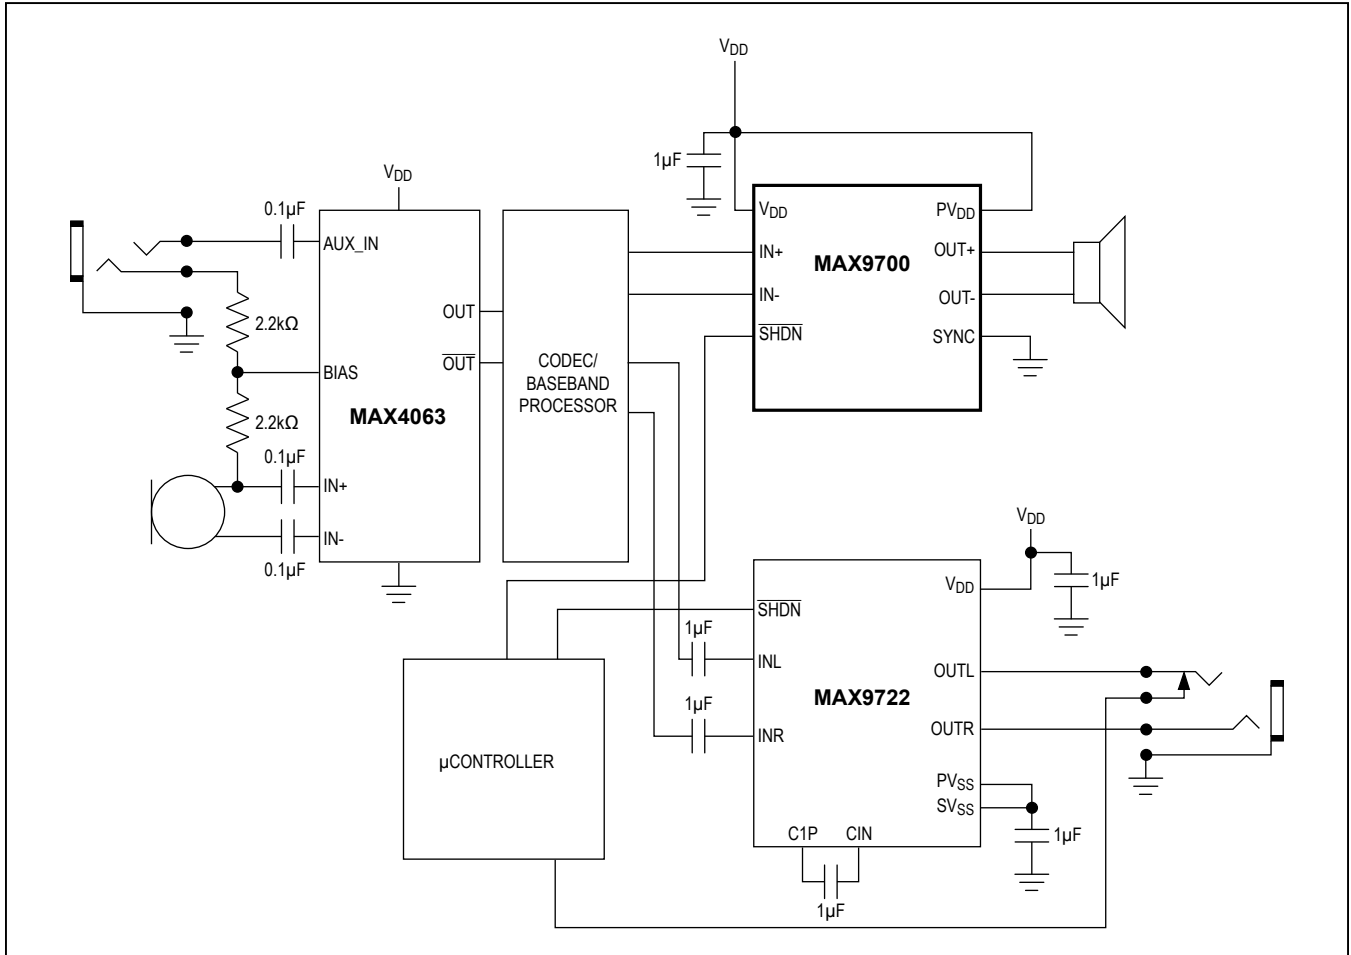 VDD
1µF
VDD
0.1µF
AUX_IN
OUT
OUT
2.2kΩ
BIAS
MAX4063
2.2kΩ
0.1µF
IN+
IN-
0.1µF
CODEC/
BASEBAND
PROCESSOR
VDD
PVDD
IN+
OUT+
MAX9700
IN-
OUT-
SHDN
SYNC
VDD
1µF
VDD
SHDN
1µF
INL
OUTL
MAX9722
1µF
INR
OUTR
µCONTROLLER
PVSS
SVSS
1µF
C1P
CIN
1µF